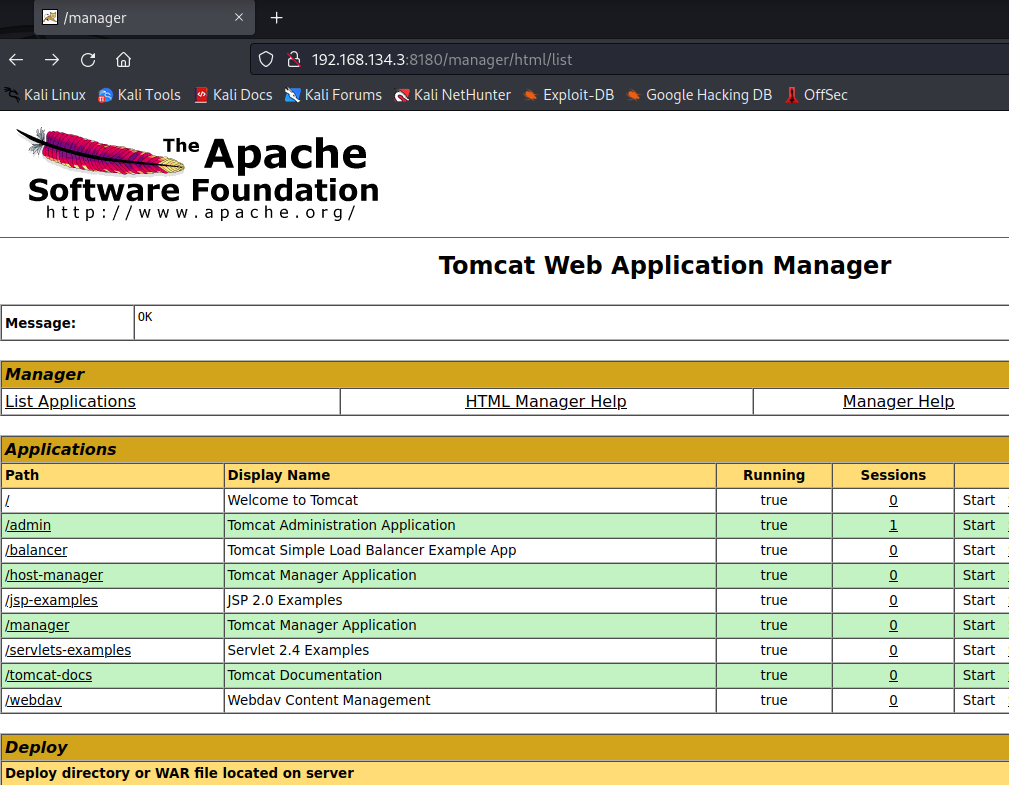 /manager
192.168.134.3:8180/manager/html/list
Kali Linux Kali Tools Kali Docs Kali Forums Kali NetHunter Exploit-DB Google Hacking DB OffSec
The Apache
Software Foundation
http://www.apache.org/
Tomcat Web Application Manager
Message: OK
Manager
List Applications HTML Manager Help Manager Help
Applications
Path Display Name Running Sessions
/ Welcome to Tomcat true 0 Start
/admin Tomcat Administration Application true 1 Start
/balancer Tomcat Simple Load Balancer Example App true 0 Start
/host-manager Tomcat Manager Application true 0 Start
/jsp-examples JSP 2.0 Examples true 0 Start
/manager Tomcat Manager Application true 0 Start
/servlets-examples Servlet 2.4 Examples true 0 Start
/tomcat-docs Tomcat Documentation true 0 Start
/webdav Webdav Content Management true 0 Start
Deploy
Deploy directory or WAR file located on server